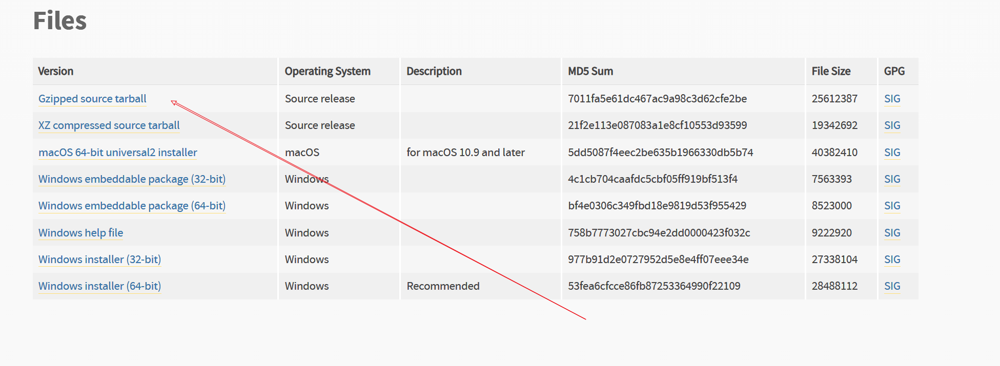 Files
Version Operating System Description MD5 Sum File Size GPG
Gzipped source tarball Source release 7011fa5e61dc467ac9a98c3d62cfe2be 25612387 SIG
XZ compressed source tarball Source release 21f2e113e087083a1e8cf10553d93599 19342692 SIG
macOS 64-bit universal2 installer macOS for macOS 10.9 and later 5dd5087f4eec2be635b1966330db5b74 40382410 SIG
Windows embeddable package (32-bit) Windows 4c1cb704caafdc5cbf05ff919bf513f4 7563393 SIG
Windows embeddable package (64-bit) Windows bf4e0306c349fbd18e9819d53f955429 8523000 SIG
Windows help file Windows 758b7773027cbc94e2dd0000423f032c 9222920 SIG
Windows installer (32-bit) Windows 977b91d2e0727952d5e8e4ff07eee34e 27338104 SIG
Windows installer (64-bit) Windows Recommended 53fea6cfcce86fb87253364990f22109 28488112 SIG